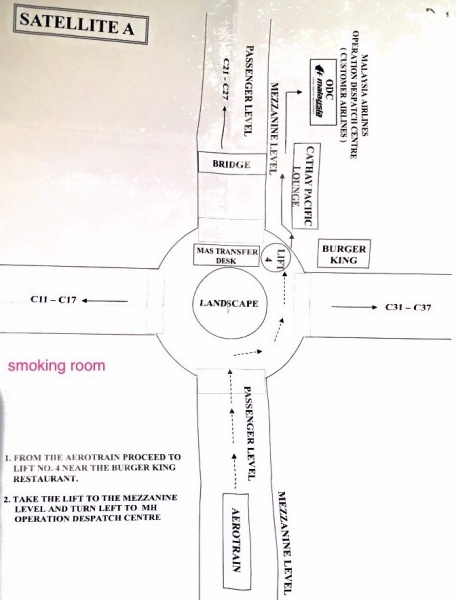 SATELLITE A
MALAYSIA AIRLINES
OPERATION DESPATCH CENTRE
( CUSTOMER AIRLINES )
ODC
malaysia
PASSENGER LEVEL
C21 – C27
MEZZANINE LEVEL
CATHAY PACIFIC
LOUNGE
BRIDGE
MAS TRANSFER
DESK
LIFT
4
BURGER
KING
C11 – C17
LANDSCAPE
C31 – C37
smoking room
PASSENGER LEVEL
AEROTRAIN
MEZZANINE LEVEL
1. FROM THE AEROTRAIN PROCEED TO
LIFT NO. 4 NEAR THE BURGER KING
RESTAURANT.
2. TAKE THE LIFT TO THE MEZZANINE
LEVEL AND TURN LEFT TO MH
OPERATION DESPATCH CENTRE